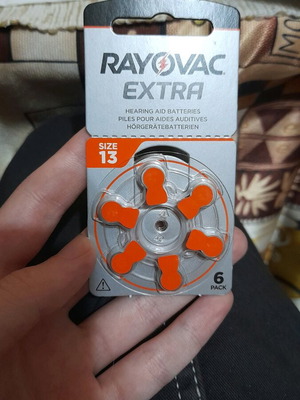 RAYOVAC
EXTRA
HEARING AID BATTERIES
PILES POUR AIDES AUDITIVES
HÖRGERÄTEBATTERIEN
SIZE
13
6
PACK